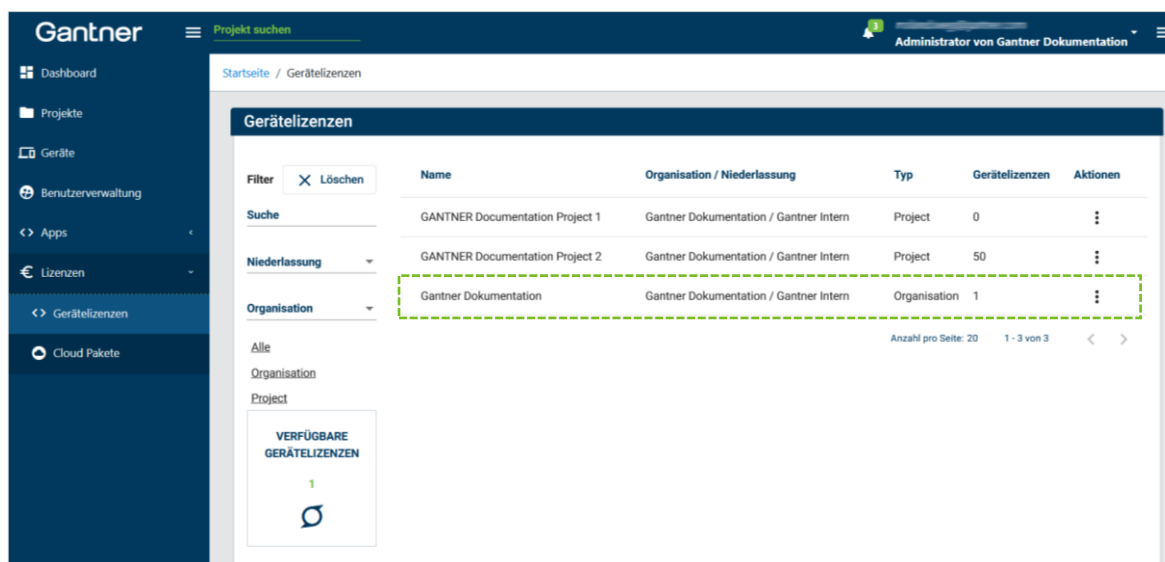 Gantner
Projekt suchen
3
Administrator von Gantner Dokumentation
Dashboard
Projekte
Geräte
Benutzerverwaltung
Apps
Lizenzen
Gerätelizenzen
Cloud Pakete
Startseite / Gerätelizenzen
Gerätelizenzen
Filter
Löschen
Suche
Niederlassung
Organisation
Alle
Organisation
Project
VERFÜGBARE
GERÄTELIZENZEN
1
Name Organisation / Niederlassung Typ Gerätelizenzen Aktionen
GANTNER Documentation Project 1 Gantner Dokumentation / Gantner Intern Project 0
GANTNER Documentation Project 2 Gantner Dokumentation / Gantner Intern Project 50
Gantner Dokumentation Gantner Dokumentation / Gantner Intern Organisation 1
Anzahl pro Seite: 20 1 - 3 von 3